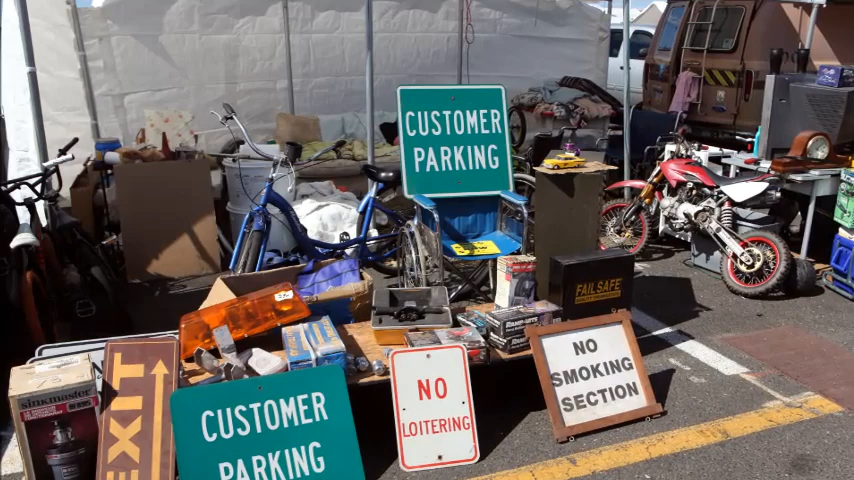 CUSTOMER
PARKING
FAILSAFE
NO
SMOKING
SECTION
NO
LOITERING
CUSTOMER
PARKING
EXIT
sinkmaster